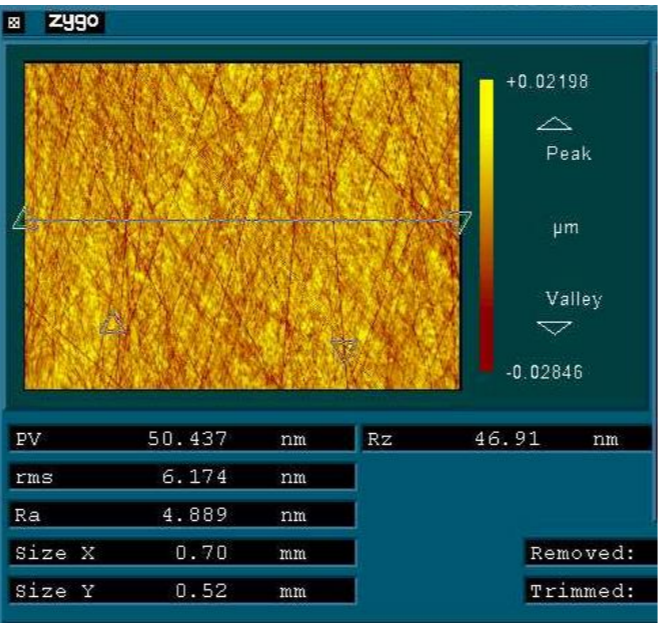 zygo
+0.02198
Peak
µm
Valley
-0.02846
PV 50.437 nm Rz 46.91 nm
rms 6.174 nm
Ra 4.889 nm
Size X 0.70 mm Removed:
Size Y 0.52 mm Trimmed: